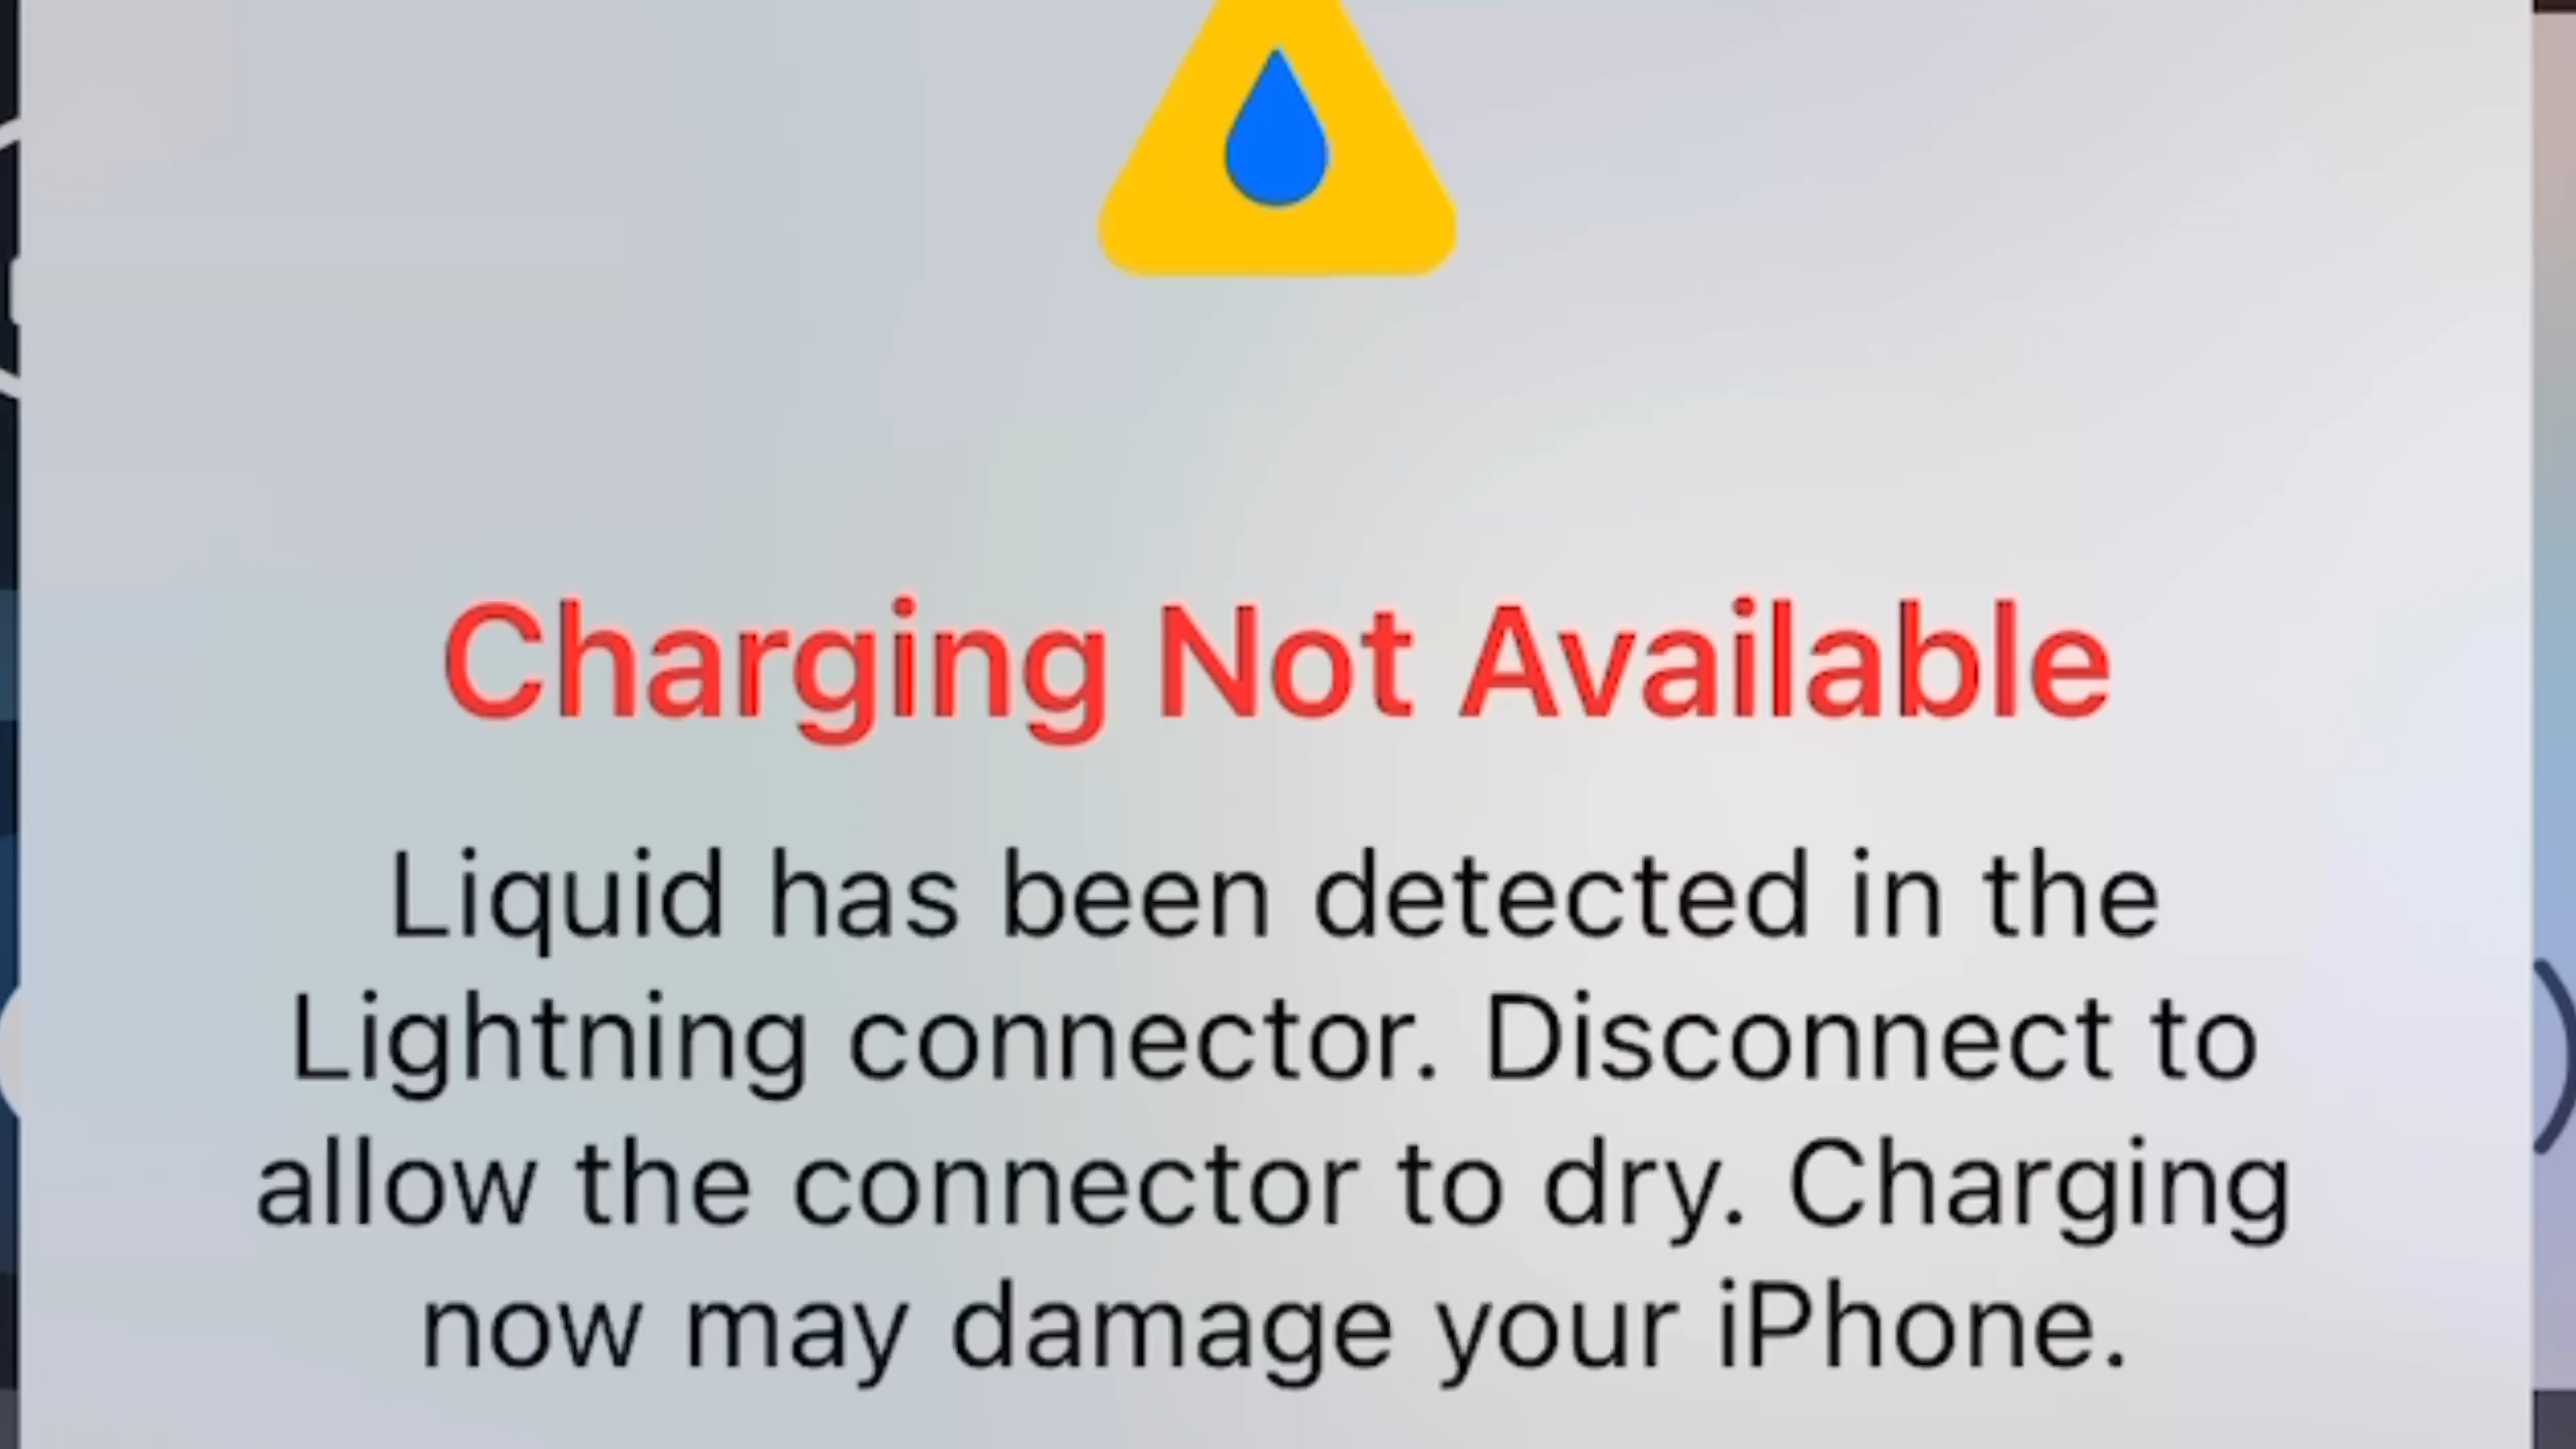 Charging Not Available
Liquid has been detected in the
Lightning connector. Disconnect to
allow the connector to dry. Charging
now may damage your iPhone.